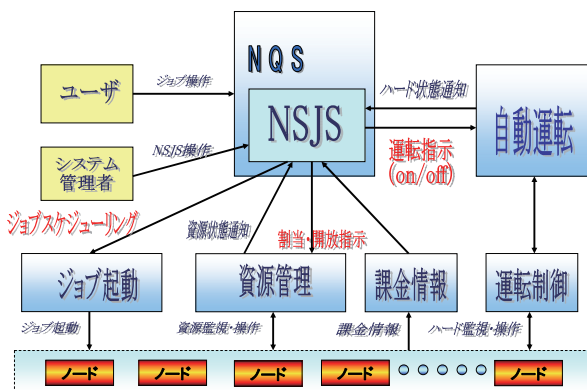 NQS
ユーザ
ジョブ操作
ハード状態通知
NSJS
自動運転
システム
管理者
NSJS操作
運転指示
(on/off)
ジョブスケジューリング
資源状態通知
割当・開放指示
ジョブ起動
資源管理
課金情報
運転制御
ジョブ起動
資源監視・操作
課金情報
ハード監視・操作
ノード
ノード
ノード
ノード
ノード